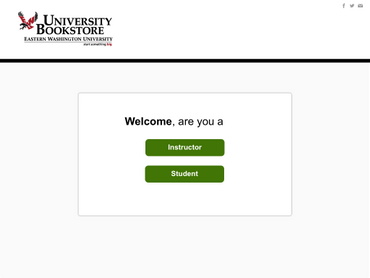 UNIVERSITY
BOOKSTORE
EASTERN WASHINGTON UNIVERSITY
start something big
Welcome, are you a
Instructor
Student